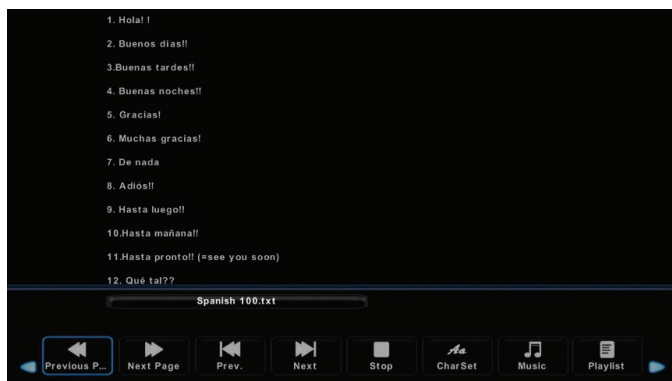 1. Hola! !
2. Buenos días!!
3.Buenas tardes!!
4. Buenas noches!!
5. Gracias!
6. Muchas gracias!
7. De nada
8. Adiós!!
9. Hasta luego!!
10.Hasta mañana!!
11.Hasta pronto!! (=see you soon)
12. Qué tal??
Spanish 100.txt
Previous P... Next Page Prev. Next Stop Aa CharSet Music Playlist